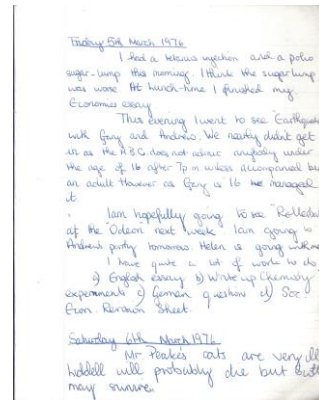 Friday 5th March 1976
I had a tetanus injection and a polio
sugar-lump this morning. I think the sugar lump
was worse. At lunch-time I finished my
Economics essay
This evening I went to see 'Earthquake'
with Gary and Andrew. We nearly didn't get
in as the A.B.C. does not admit anybody under
the age of 16 after 7p.m unless accompanied by
an adult However as Gary is 16 we managed
it.
I am hopefully going to see 'Rollerball'
at the 'Odeon' next week. I am going to
Andrew's party tomorrow. Helen is going with me
I have quite a lot of work to do.
a) English essay b) Write up Chemistry
experiments c) German question d) Soc.
Econ. Revision Sheet.
Saturday 6th March 1976
Mr Peake's cats are very ill
will probably die but
may survive.